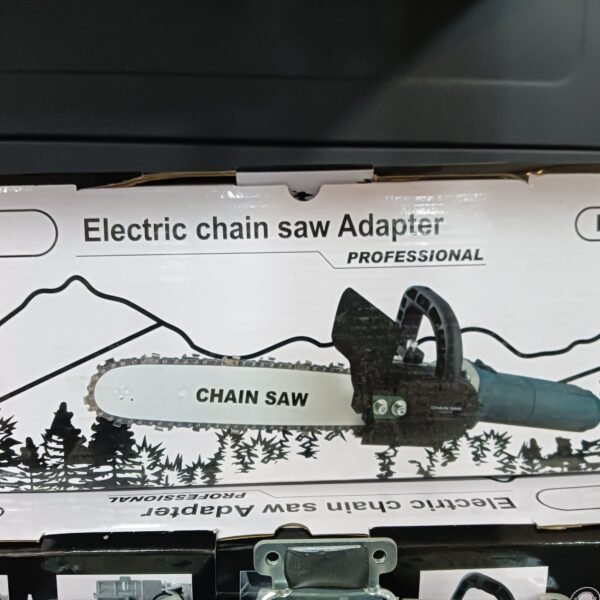 Electric chain saw Adapter
PROFESSIONAL
CHAIN SAW
CHAIN SAW
Electric chain saw Adapter
PROFESSIONAL